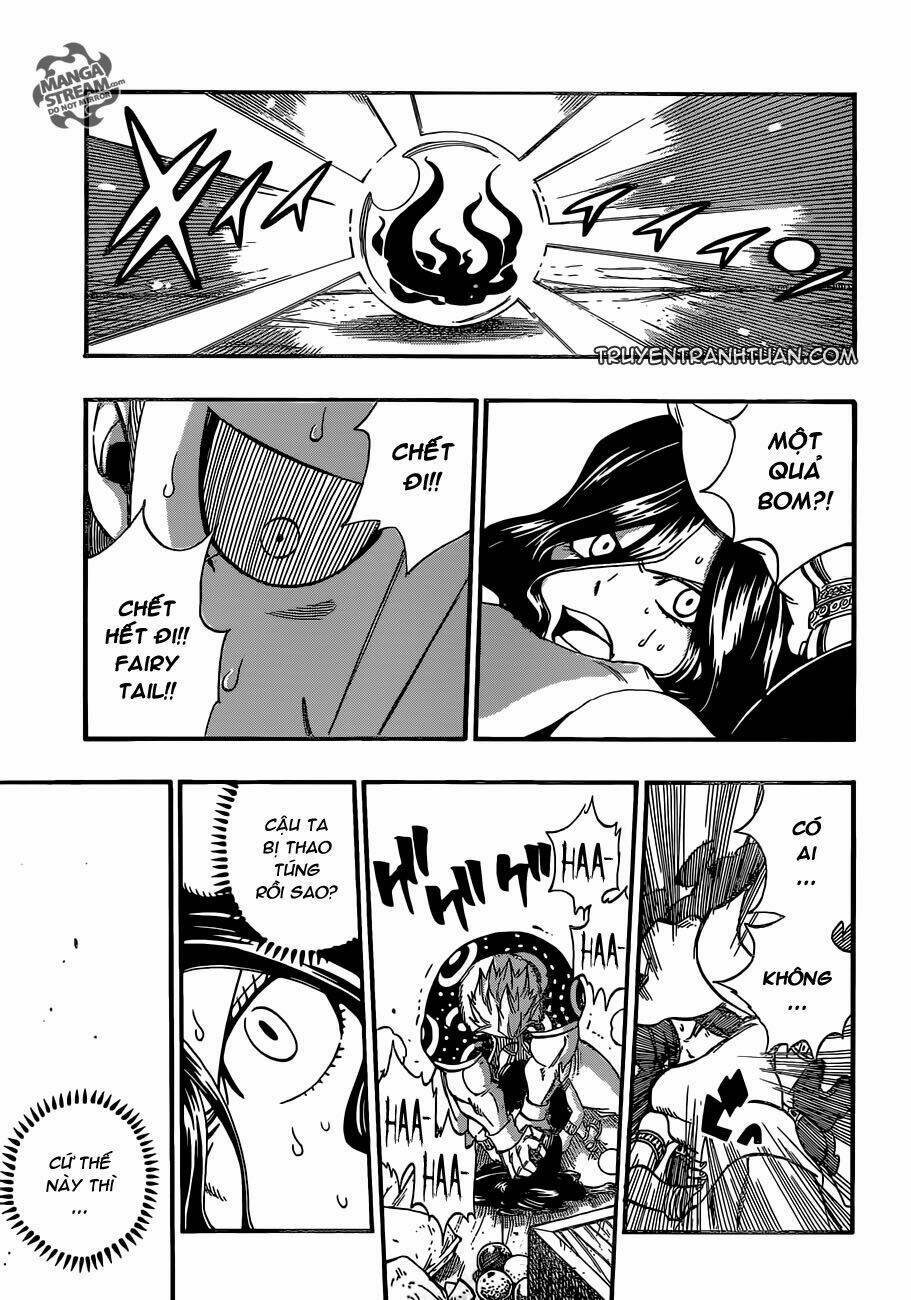 MANGA
STREAM.com
DO NOT MIRROR
TRUYENTRANHTUAN.COM
MỘT
QUẢ
BOM?!
CHẾT
ĐI!!
CHẾT
HẾT ĐI!!
FAIRY
TAIL!!
CÓ
AI
...
KHÔNG
...
HAA-
HAA-
HAA-
HAA-
CẬU TA
BỊ THAO
TÚNG
RỒI SAO?
CỨ THẾ
NÀY THÌ
...